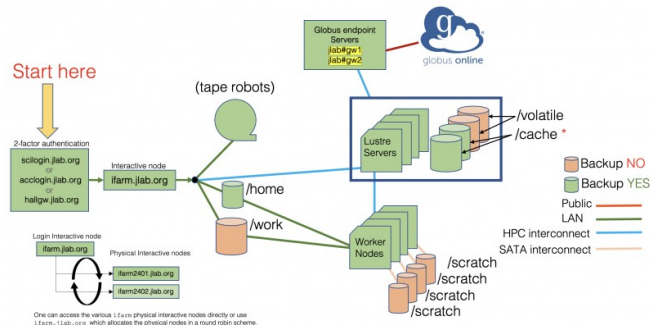 Globus endpoint
Servers
jlab#gw1
jlab#gw2
globus online
Start here
(tape robots)
2-factor authentication
scilogin.jlab.org
or
acclogin.jlab.org
or
hallgw.jlab.org
Interactive node
ifarm.jlab.org
Lustre
Servers
/volatile
/cache *
Backup NO
Backup YES
Public
LAN
HPC interconnect
SATA interconnect
/home
/work
Worker
Nodes
/scratch
/scratch
/scratch
/scratch
Login Interactive node
ifarm.jlab.org
Physical Interactive nodes
ifarm2401.jlab.org
ifarm2402.jlab.org
One can access the various ifarm physical interactive nodes directly or use
ifarm.jlab.org which allocates the physical nodes in a round robin scheme.